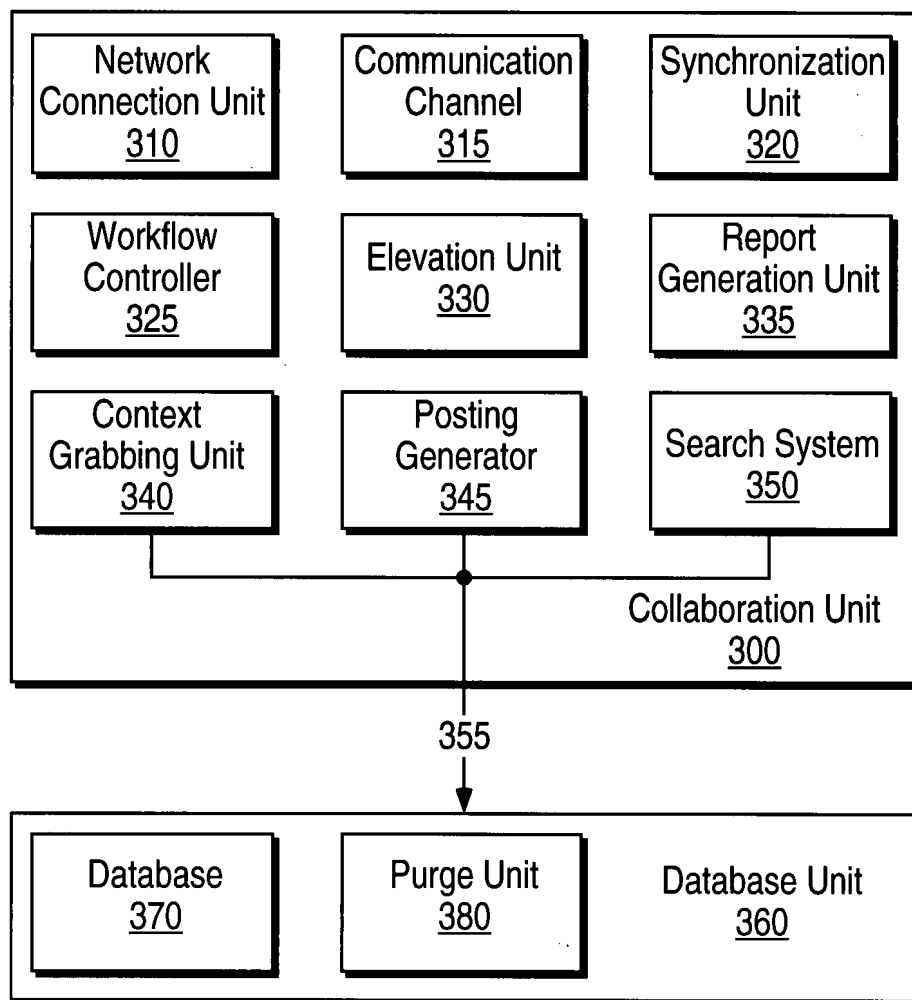 Network
Connection Unit
310
Communication
Channel
315
Synchronization
Unit
320
Workflow
Controller
325
Elevation Unit
330
Report
Generation Unit
335
Context
Grabbing Unit
340
Posting
Generator
345
Search System
350
Collaboration Unit
300
355
Database
370
Purge Unit
380
Database Unit
360